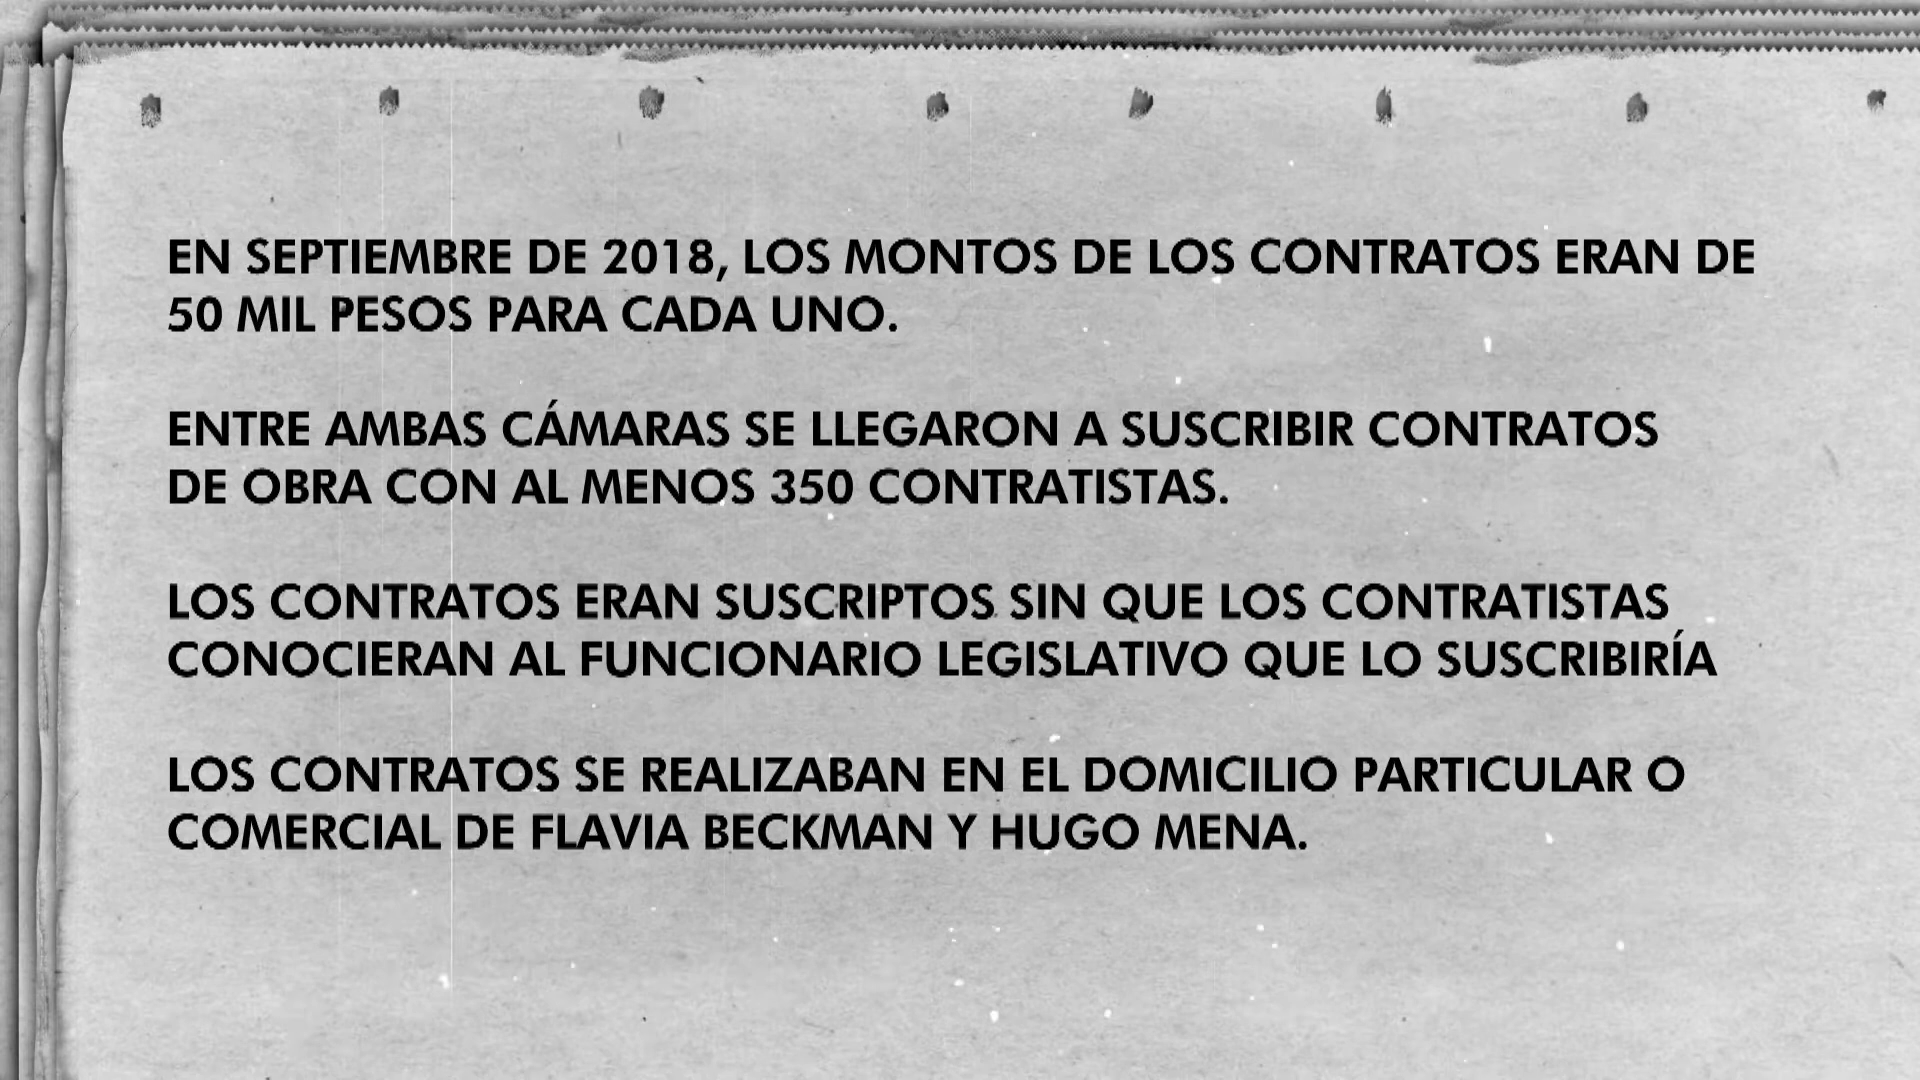 EN SEPTIEMBRE DE 2018, LOS MONTOS DE LOS CONTRATOS ERAN DE
50 MIL PESOS PARA CADA UNO.
ENTRE AMBAS CÁMARAS SE LLEGARON A SUSCRIBIR CONTRATOS
DE OBRA CON AL MENOS 350 CONTRATISTAS.
LOS CONTRATOS ERAN SUSCRIPTOS SIN QUE LOS CONTRATISTAS
CONOCIERAN AL FUNCIONARIO LEGISLATIVO QUE LO SUSCRIBIRÍA
LOS CONTRATOS SE REALIZABAN EN EL DOMICILIO PARTICULAR O
COMERCIAL DE FLAVIA BECKMAN Y HUGO MENA.